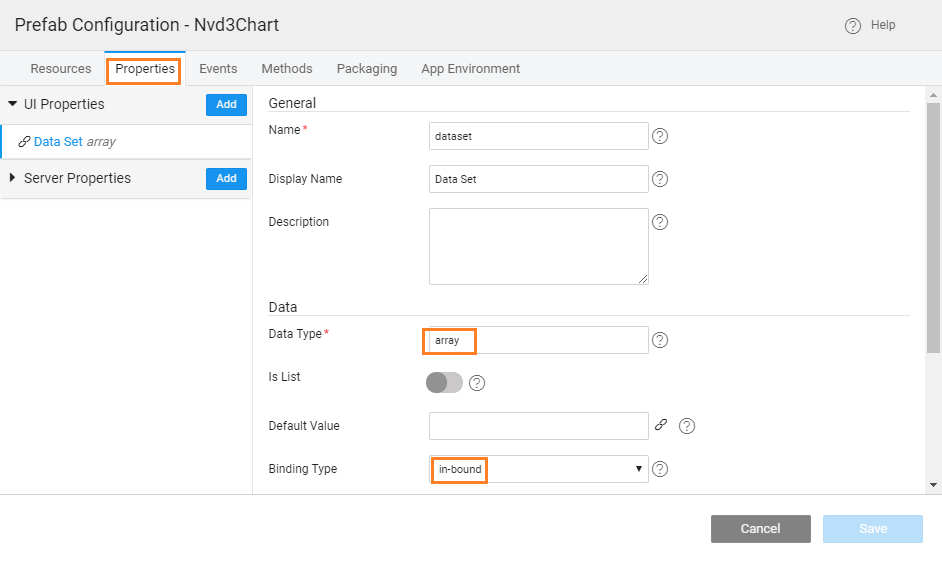 Prefab Configuration - Nvd3Chart
? Help
Resources Properties Events Methods Packaging App Environment
UI Properties Add
Data Set array
Server Properties Add
General
Name * dataset ?
Display Name Data Set ?
Description ?
Data
Data Type * array ?
Is List ?
Default Value ?
Binding Type in-bound ?
Cancel Save